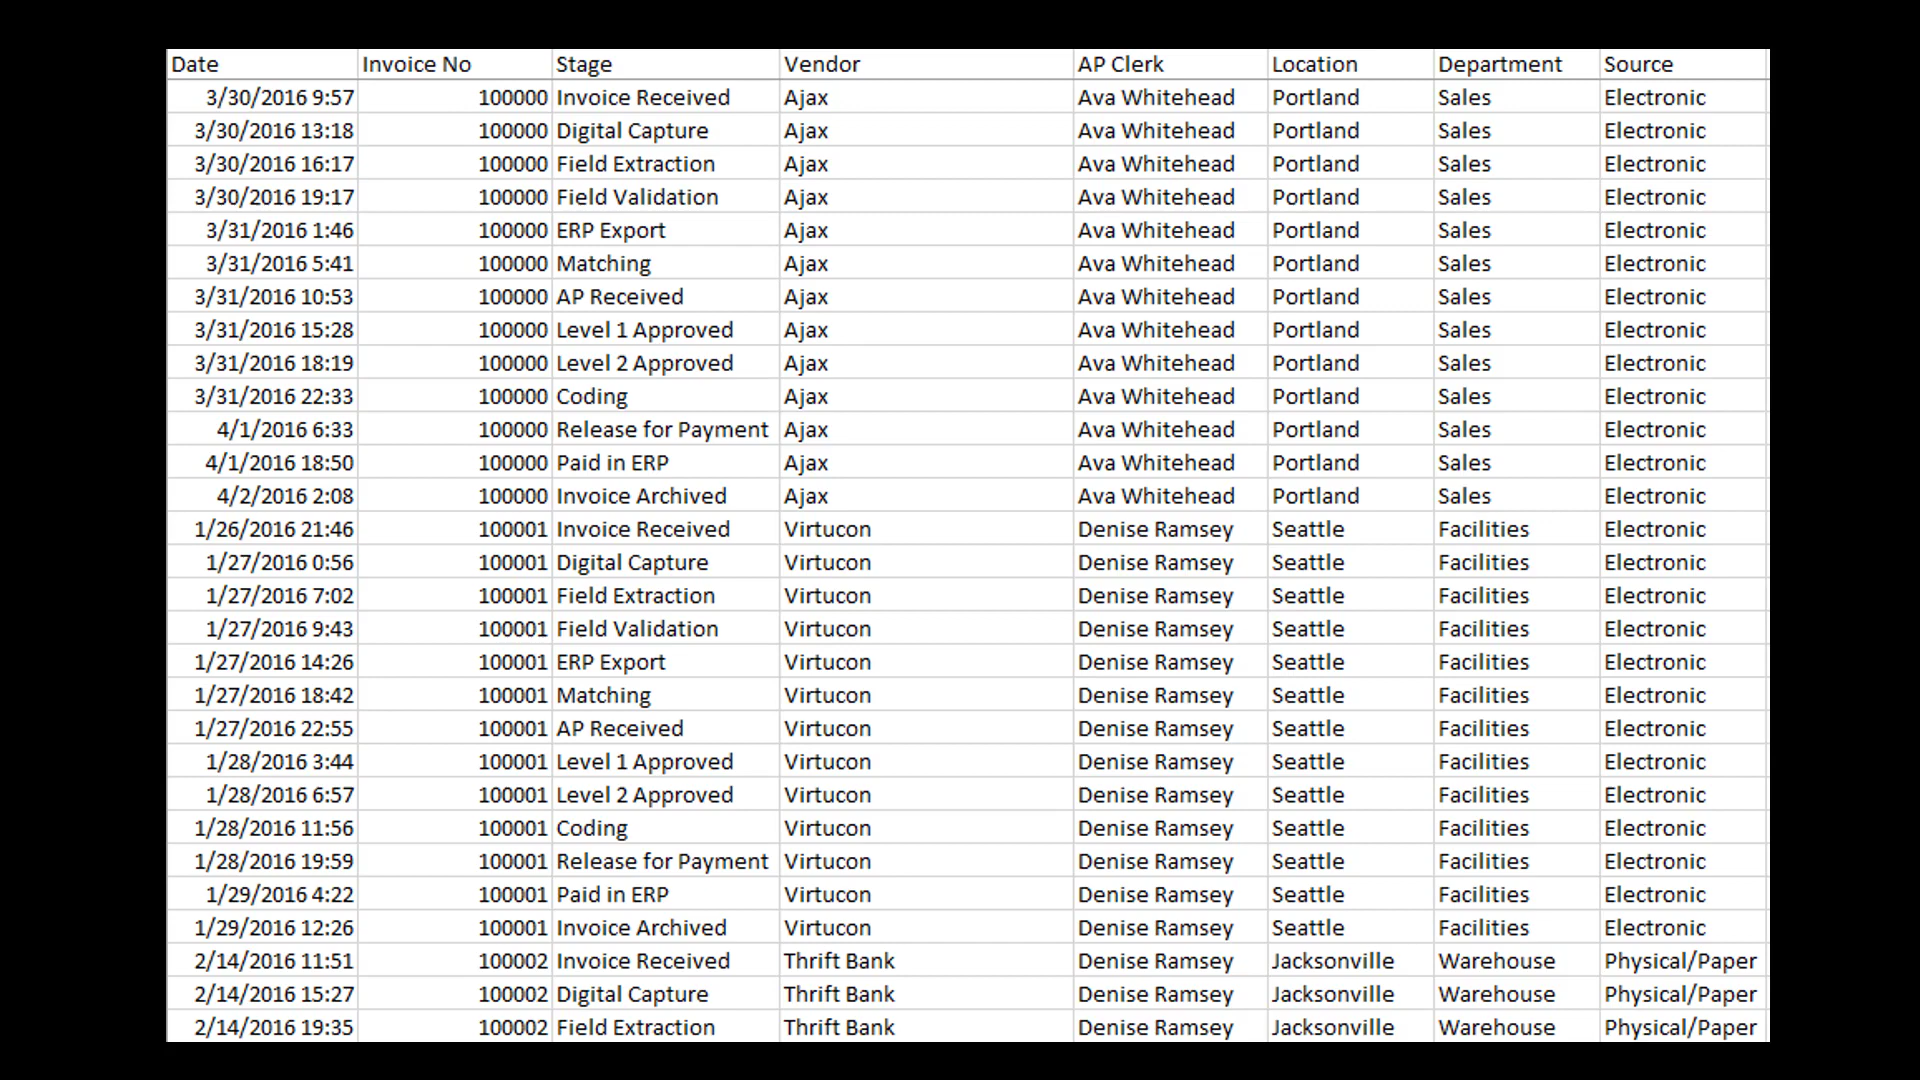 Date Invoice No Stage Vendor AP Clerk Location Department Source
3/30/2016 9:57 100000 Invoice Received Ajax Ava Whitehead Portland Sales Electronic
3/30/2016 13:18 100000 Digital Capture Ajax Ava Whitehead Portland Sales Electronic
3/30/2016 16:17 100000 Field Extraction Ajax Ava Whitehead Portland Sales Electronic
3/30/2016 19:17 100000 Field Validation Ajax Ava Whitehead Portland Sales Electronic
3/31/2016 1:46 100000 ERP Export Ajax Ava Whitehead Portland Sales Electronic
3/31/2016 5:41 100000 Matching Ajax Ava Whitehead Portland Sales Electronic
3/31/2016 10:53 100000 AP Received Ajax Ava Whitehead Portland Sales Electronic
3/31/2016 15:28 100000 Level 1 Approved Ajax Ava Whitehead Portland Sales Electronic
3/31/2016 18:19 100000 Level 2 Approved Ajax Ava Whitehead Portland Sales Electronic
3/31/2016 22:33 100000 Coding Ajax Ava Whitehead Portland Sales Electronic
4/1/2016 6:33 100000 Release for Payment Ajax Ava Whitehead Portland Sales Electronic
4/1/2016 18:50 100000 Paid in ERP Ajax Ava Whitehead Portland Sales Electronic
4/2/2016 2:08 100000 Invoice Archived Ajax Ava Whitehead Portland Sales Electronic
1/26/2016 21:46 100001 Invoice Received Virtucon Denise Ramsey Seattle Facilities Electronic
1/27/2016 0:56 100001 Digital Capture Virtucon Denise Ramsey Seattle Facilities Electronic
1/27/2016 7:02 100001 Field Extraction Virtucon Denise Ramsey Seattle Facilities Electronic
1/27/2016 9:43 100001 Field Validation Virtucon Denise Ramsey Seattle Facilities Electronic
1/27/2016 14:26 100001 ERP Export Virtucon Denise Ramsey Seattle Facilities Electronic
1/27/2016 18:42 100001 Matching Virtucon Denise Ramsey Seattle Facilities Electronic
1/27/2016 22:55 100001 AP Received Virtucon Denise Ramsey Seattle Facilities Electronic
1/28/2016 3:44 100001 Level 1 Approved Virtucon Denise Ramsey Seattle Facilities Electronic
1/28/2016 6:57 100001 Level 2 Approved Virtucon Denise Ramsey Seattle Facilities Electronic
1/28/2016 11:56 100001 Coding Virtucon Denise Ramsey Seattle Facilities Electronic
1/28/2016 19:59 100001 Release for Payment Virtucon Denise Ramsey Seattle Facilities Electronic
1/29/2016 4:22 100001 Paid in ERP Virtucon Denise Ramsey Seattle Facilities Electronic
1/29/2016 12:26 100001 Invoice Archived Virtucon Denise Ramsey Seattle Facilities Electronic
2/14/2016 11:51 100002 Invoice Received Thrift Bank Denise Ramsey Jacksonville Warehouse Physical/Paper
2/14/2016 15:27 100002 Digital Capture Thrift Bank Denise Ramsey Jacksonville Warehouse Physical/Paper
2/14/2016 19:35 100002 Field Extraction Thrift Bank Denise Ramsey Jacksonville Warehouse Physical/Paper